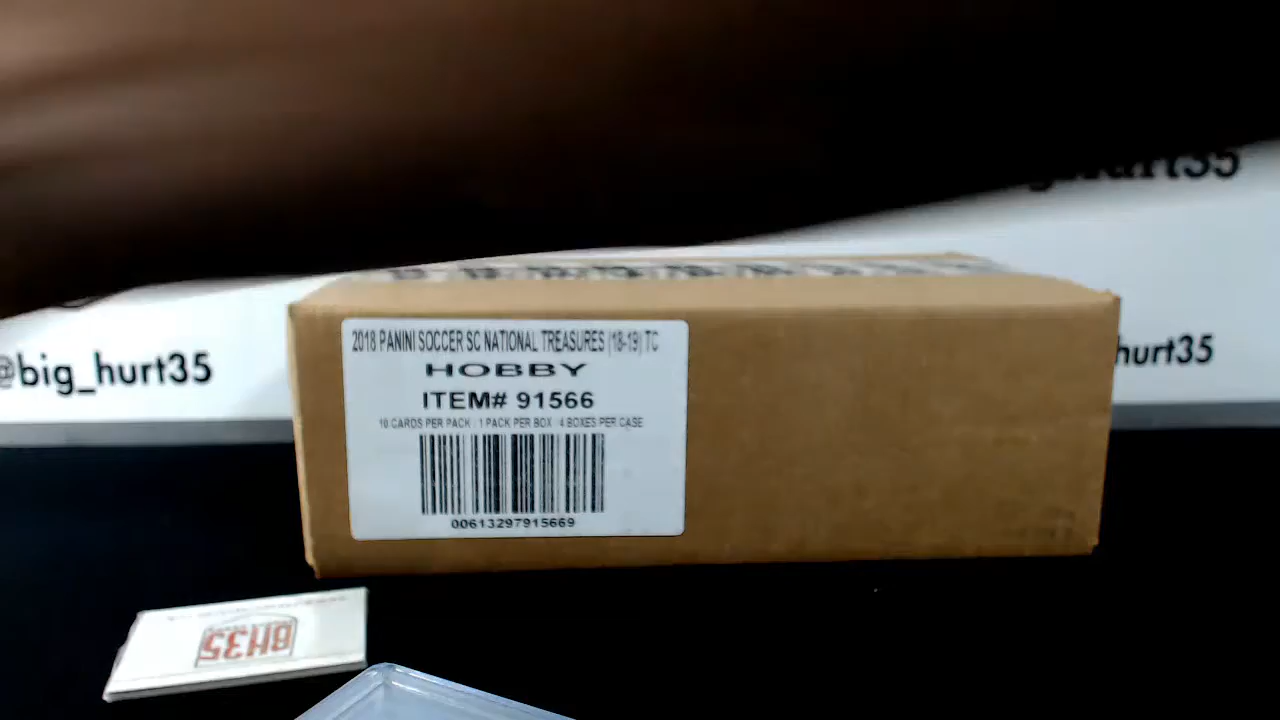 hurt35
@big_hurt35
hurt35
2018 PANINI SOCCER SC NATIONAL TREASURES (18-19) TC
HOBBY
ITEM# 91566
10 CARDS PER PACK 1 PACK PER BOX 4 BOXES PER CASE
00613297915669
BH35